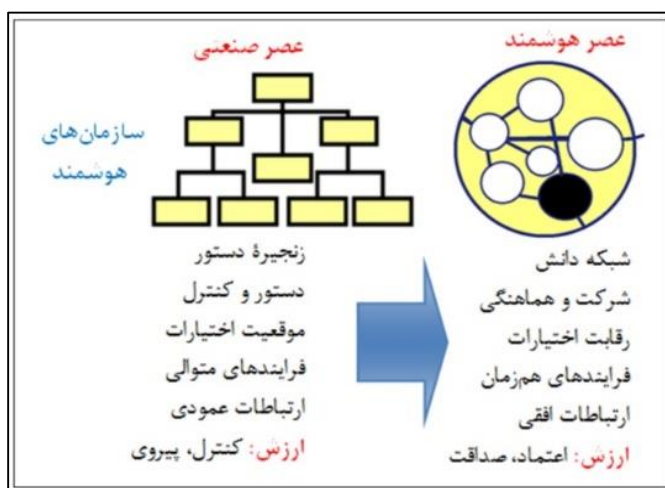 عصر هوشمند
عصر صنعتی
سازمان‌های
هوشمند
شبکه دانش
شرکت و هماهنگی
رقابت اختیارات
فرایندهای هم‌زمان
ارتباطات افقی
ارزش: اعتماد، صداقت
زنجیرهٔ دستور
دستور و کنترل
موقعیت اختیارات
فرایندهای متوالی
ارتباطات عمودی
ارزش: کنترل، پیروی